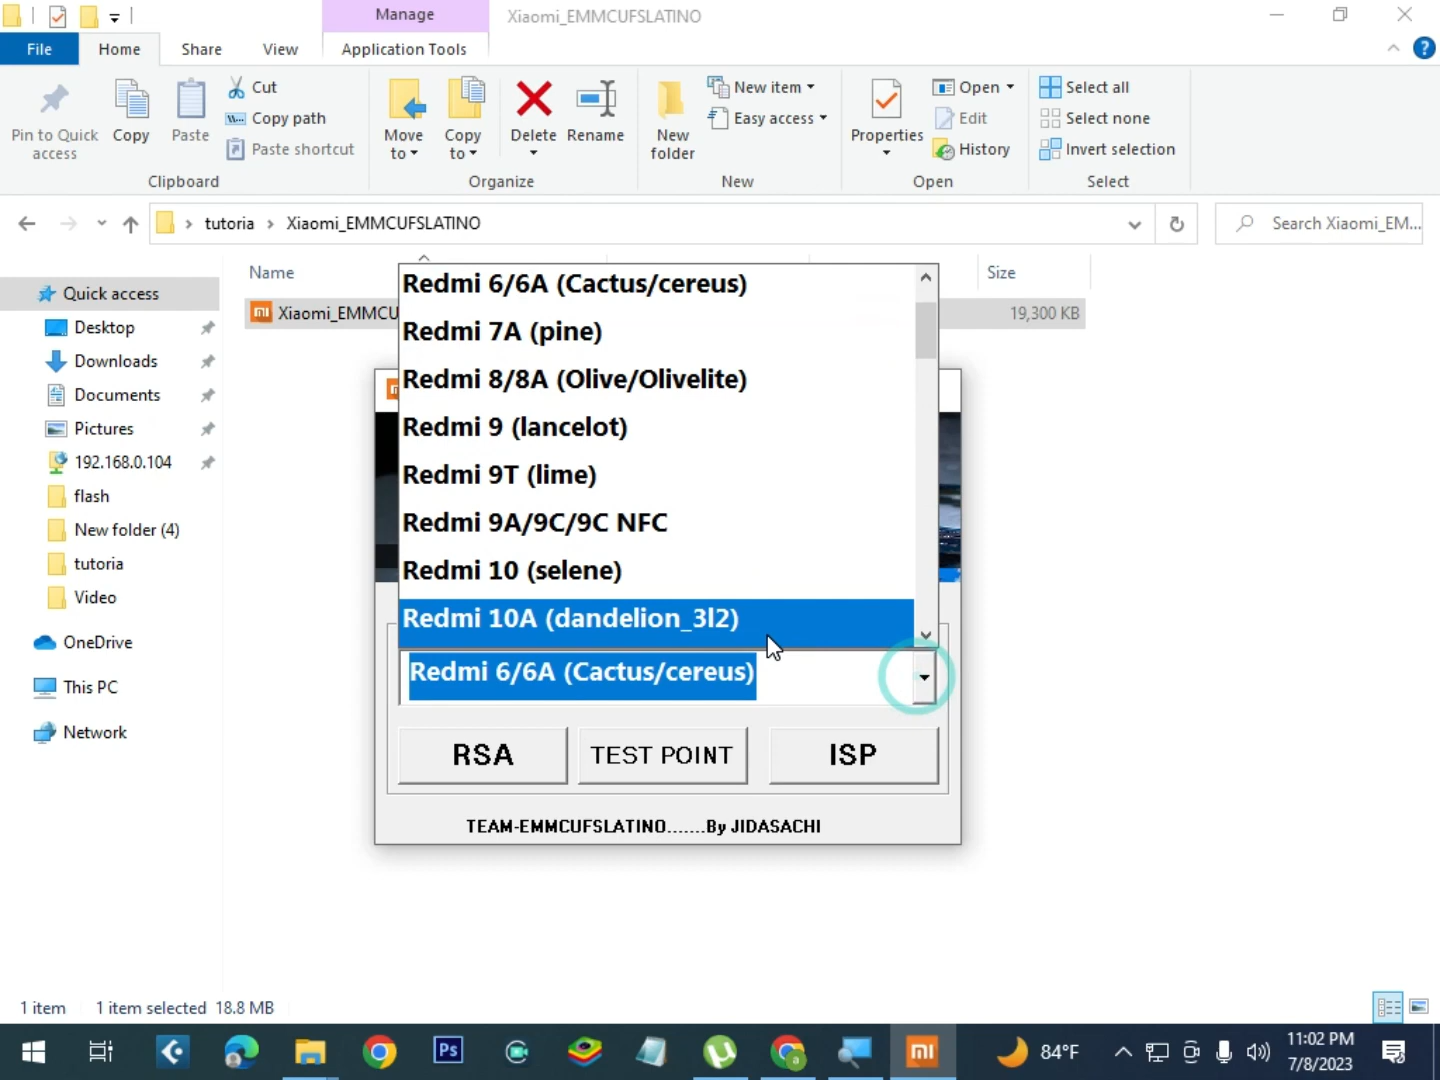 Manage
Xiaomi_EMMCUFSLATINO
File
Home
Share
View
Application Tools
Pin to Quick access
Copy
Paste
Cut
Copy path
Paste shortcut
Clipboard
Move to
Copy to
Delete
Rename
Organize
New folder
New item
Easy access
New
Properties
Open
Edit
History
Open
Select all
Select none
Invert selection
Select
tutoria > Xiaomi_EMMCUFSLATINO
Search Xiaomi_EM...
Name
Size
Xiaomi_EMMCU
19,300 KB
Quick access
Desktop
Downloads
Documents
Pictures
192.168.0.104
flash
New folder (4)
tutoria
Video
OneDrive
This PC
Network
Redmi 6/6A (Cactus/cereus)
Redmi 7A (pine)
Redmi 8/8A (Olive/Olivelite)
Redmi 9 (lancelot)
Redmi 9T (lime)
Redmi 9A/9C/9C NFC
Redmi 10 (selene)
Redmi 10A (dandelion_3l2)
Redmi 6/6A (Cactus/cereus)
RSA
TEST POINT
ISP
TEAM-EMMCUFSLATINO.......By JIDASACHI
1 item
1 item selected 18.8 MB
Ps
84°F
11:02 PM
7/8/2023